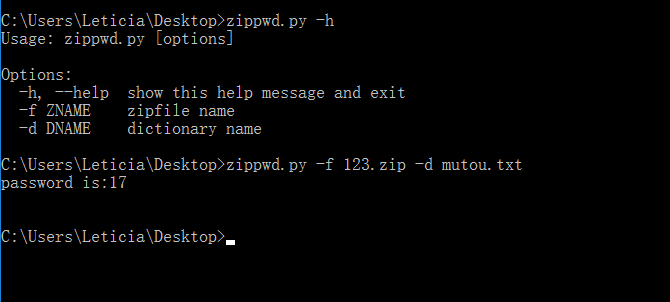 C:\Users\Leticia\Desktop>zippwd.py -h
Usage: zippwd.py [options]
Options:
-h, --help show this help message and exit
-f ZNAME zipfile name
-d DNAME dictionary name
C:\Users\Leticia\Desktop>zippwd.py -f 123.zip -d mutou.txt
password is:17
C:\Users\Leticia\Desktop>